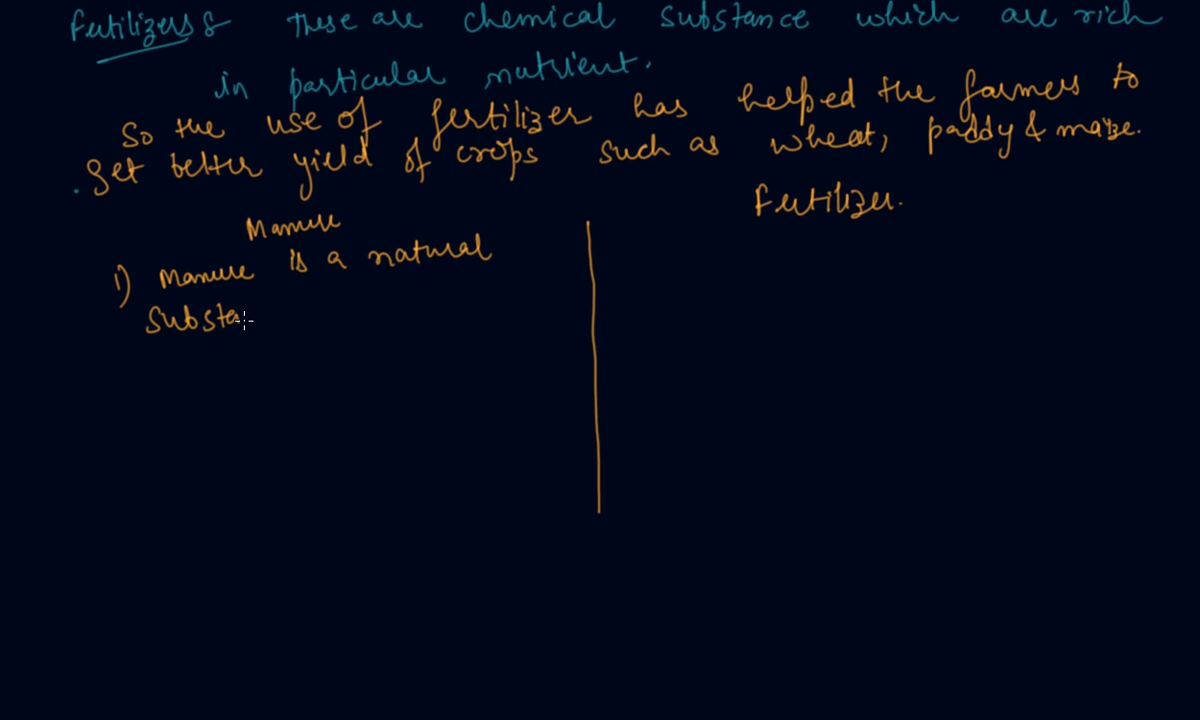 Fertilizers :- These are chemical substance which are rich
in particular nutrient.
So the use of fertilizer has helped the farmers to
get better yield of crops such as wheat, paddy & maize.
Manure
Fertilizer.
1) Manure is a natural
Substa